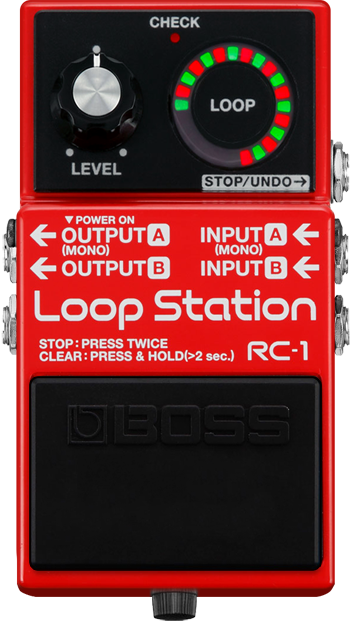 CHECK
LOOP
LEVEL
STOP/UNDO→
▼POWER ON
←OUTPUT A INPUT A←
(MONO) (MONO)
←OUTPUT B INPUT B←
Loop Station
STOP : PRESS TWICE
CLEAR : PRESS & HOLD(>2 sec.) RC-1
BOSS